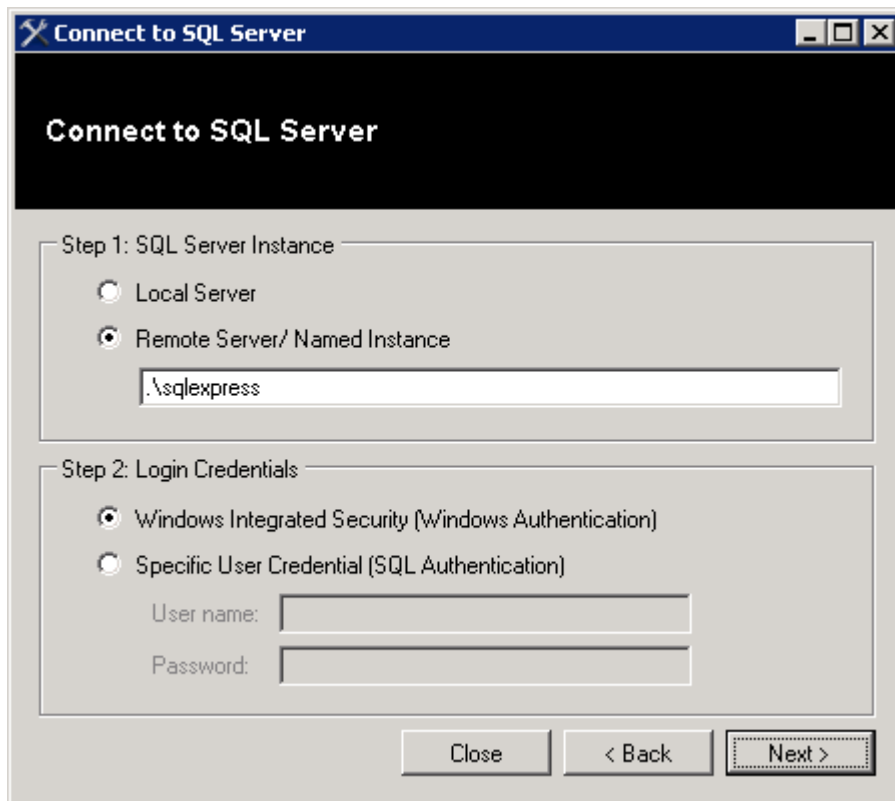 Connect to SQL Server
Connect to SQL Server
Step 1: SQL Server Instance
Local Server
Remote Server/ Named Instance
.\sqlexpress
Step 2: Login Credentials
Windows Integrated Security (Windows Authentication)
Specific User Credential (SQL Authentication)
User name:
Password:
Close < Back Next >